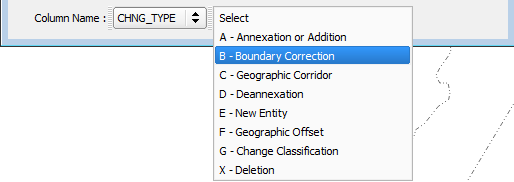 Column Name : CHNG_TYPE
Select
A - Annexation or Addition
B - Boundary Correction
C - Geographic Corridor
D - Deannexation
E - New Entity
F - Geographic Offset
G - Change Classification
X - Deletion